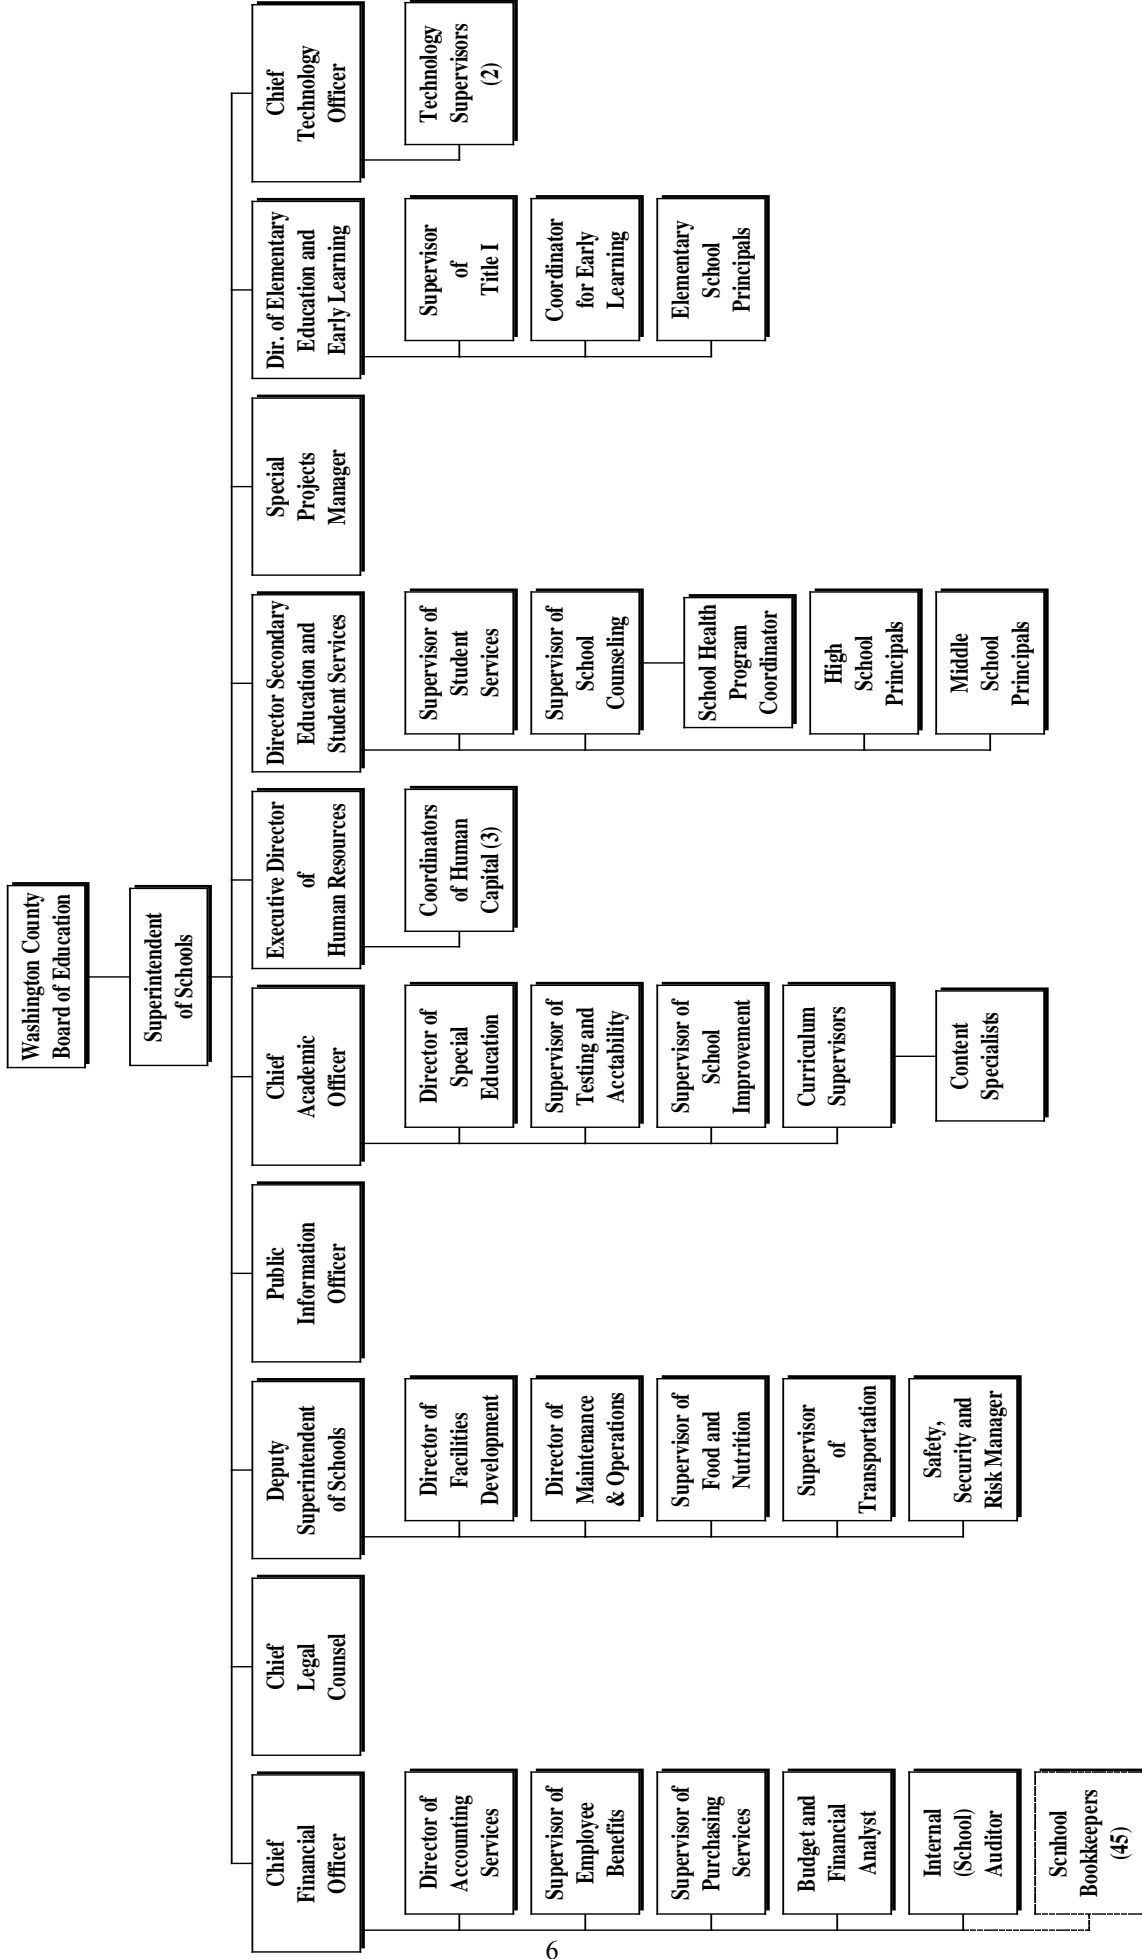 Washington County
Board of Education
Superintendent
of Schools
Chief
Financial
Officer
Director of
Accounting
Services
Supervisor of
Employee
Benefits
Supervisor of
Purchasing
Services
Budget and
Financial
Analyst
Internal
(School)
Auditor
Scnhool
Bookkeepers
(45)
Chief
Legal
Counsel
Deputy
Superintendent
of Schools
Director of
Facilities
Development
Director of
Maintenance
& Operations
Supervisor of
Food and
Nutrition
Supervisor
of
Transportation
Safety,
Security and
Risk Manager
Public
Information
Officer
Chief
Academic
Officer
Director of
Special
Education
Supervisor of
Testing and
Acctability
Supervisor of
School
Improvement
Curriculum
Supervisors
Content
Specialists
Executive Director
of
Human Resources
Coordinators
of Human
Capital (3)
Director Secondary
Education and
Student Services
Supervisor of
Student
Services
Supervisor of
School
Counseling
School Health
Program
Coordinator
High
School
Principals
Middle
School
Principals
Special
Projects
Manager
Dir. of Elementary
Education and
Early Learning
Supervisor
of
Title I
Coordinator
for Early
Learning
Elementary
School
Principals
Chief
Technology
Officer
Technology
Supervisors
(2)
6